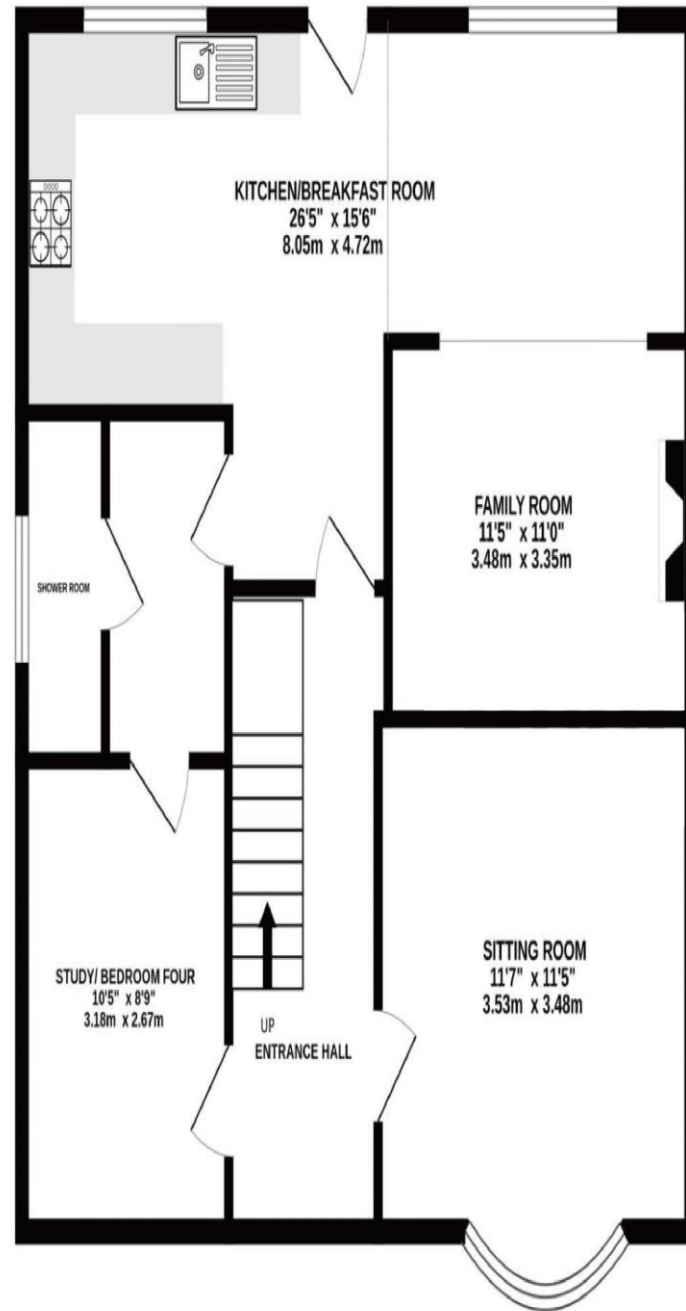 KITCHEN/BREAKFAST ROOM
26'5" x 15'6"
8.05m x 4.72m
FAMILY ROOM
11'5" x 11'0"
3.48m x 3.35m
SHOWER ROOM
STUDY/ BEDROOM FOUR
10'5" x 8'9"
3.18m x 2.67m
SITTING ROOM
11'7" x 11'5"
3.53m x 3.48m
UP
ENTRANCE HALL